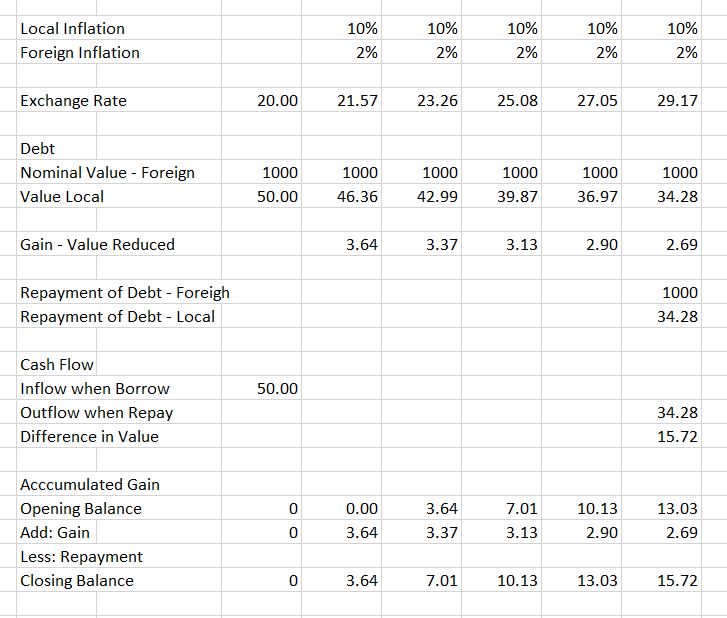 Local Inflation 10% 10% 10% 10% 10%
Foreign Inflation 2% 2% 2% 2% 2%
Exchange Rate 20.00 21.57 23.26 25.08 27.05 29.17
Debt
Nominal Value - Foreign 1000 1000 1000 1000 1000 1000
Value Local 50.00 46.36 42.99 39.87 36.97 34.28
Gain - Value Reduced 3.64 3.37 3.13 2.90 2.69
Repayment of Debt - Foreigh 1000
Repayment of Debt - Local 34.28
Cash Flow
Inflow when Borrow 50.00
Outflow when Repay 34.28
Difference in Value 15.72
Acccumulated Gain
Opening Balance 0 0.00 3.64 7.01 10.13 13.03
Add: Gain 0 3.64 3.37 3.13 2.90 2.69
Less: Repayment
Closing Balance 0 3.64 7.01 10.13 13.03 15.72